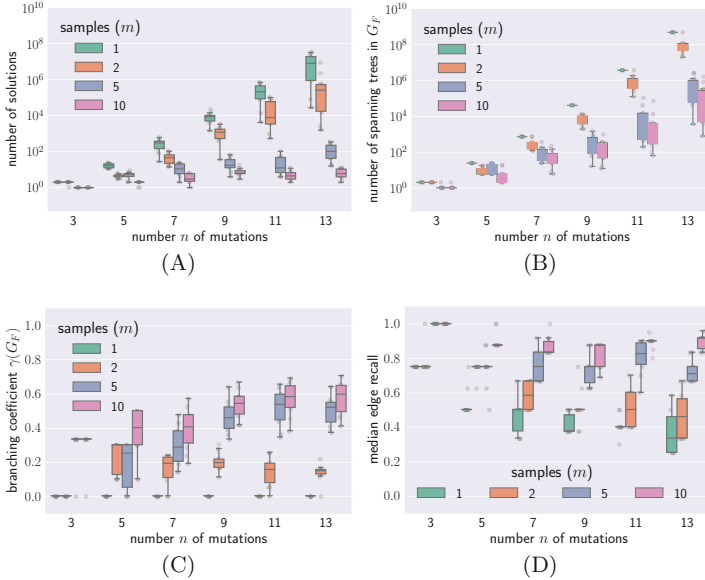 samples (m)
1
2
5
10
number of solutions
10^10
10^8
10^6
10^4
10^2
10^0
3 5 7 9 11 13
number n of mutations
(A)
samples (m)
1
2
5
10
number of spanning trees in G_F
10^10
10^8
10^6
10^4
10^2
10^0
3 5 7 9 11 13
number n of mutations
(B)
samples (m)
1
2
5
10
branching coefficient γ(G_F)
1.0
0.8
0.6
0.4
0.2
0.0
3 5 7 9 11 13
number n of mutations
(C)
median edge recall
1.0
0.8
0.6
0.4
0.2
0.0
samples (m)
1 2 5 10
3 5 7 9 11 13
number n of mutations
(D)